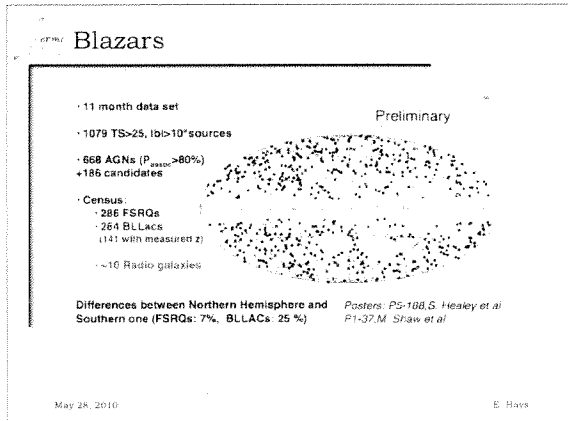 Blazars
· 11 month data set
Preliminary
· 1079 TS>25, lbl>10° sources
· 668 AGNs (Passoc>80%)
+186 candidates
· Census:
· 286 FSRQs
· 264 BLLacs
(141 with measured z)
· ~10 Radio galaxies
Differences between Northern Hemisphere and
Southern one (FSRQs: 7%, BLLACs: 25 %)
Posters: P5-188,S. Healey et al
P1-37,M. Shaw et al
May 28, 2010
E. Hays